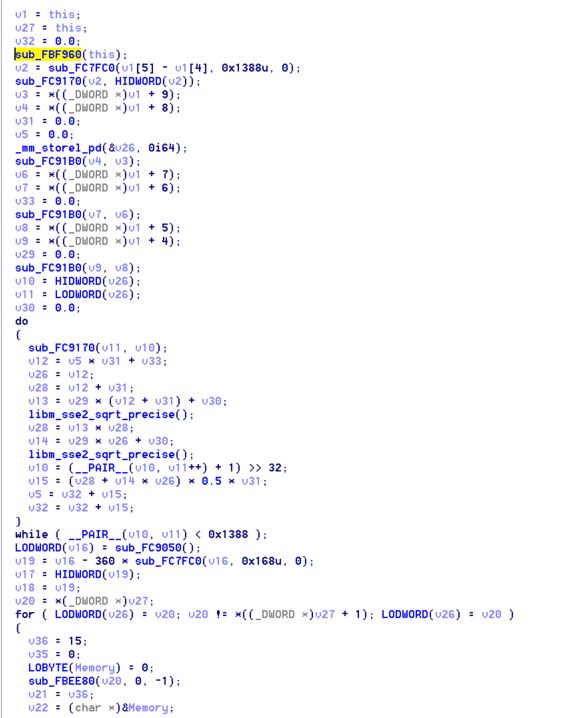 v1 = this;
v27 = this;
v32 = 0.0;
sub_FBF960(this);
v2 = sub_FC7FC0(v1[5] - v1[4], 0x1388u, 0);
sub_FC9170(v2, HIDWORD(v2));
v3 = *((_DWORD *)v1 + 9);
v4 = *((_DWORD *)v1 + 8);
v31 = 0.0;
v5 = 0.0;
_mm_storel_pd(&v26, 0i64);
sub_FC91B0(v4, v3);
v6 = *((_DWORD *)v1 + 7);
v7 = *((_DWORD *)v1 + 6);
v33 = 0.0;
sub_FC91B0(v7, v6);
v8 = *((_DWORD *)v1 + 5);
v9 = *((_DWORD *)v1 + 4);
v29 = 0.0;
sub_FC91B0(v9, v8);
v10 = HIDWORD(v26);
v11 = LODWORD(v26);
v30 = 0.0;
do
{
sub_FC9170(v11, v10);
v12 = v5 * v31 + v33;
v26 = v12;
v28 = v12 + v31;
v13 = v29 * (v12 + v31) + v30;
libm_sse2_sqrt_precise();
v28 = v13 * v28;
v14 = v29 * v26 + v30;
libm_sse2_sqrt_precise();
v10 = (__PAIR__(v10, v11++) + 1) >> 32;
v15 = (v28 + v14 * v26) * 0.5 * v31;
v5 = v32 + v15;
v32 = v32 + v15;
}
while ( __PAIR__(v10, v11) < 0x1388 );
LODWORD(v16) = sub_FC9050();
v19 = v16 - 360 * sub_FC7FC0(v16, 0x168u, 0);
v17 = HIDWORD(v19);
v18 = v19;
v20 = *(_DWORD *)v27;
for ( LODWORD(v26) = v20; v20 != *((_DWORD *)v27 + 1); LODWORD(v26) = v20 )
{
v36 = 15;
v35 = 0;
LOBYTE(Memory) = 0;
sub_FBEE80(v20, 0, -1);
v21 = v36;
v22 = (char *)&Memory;